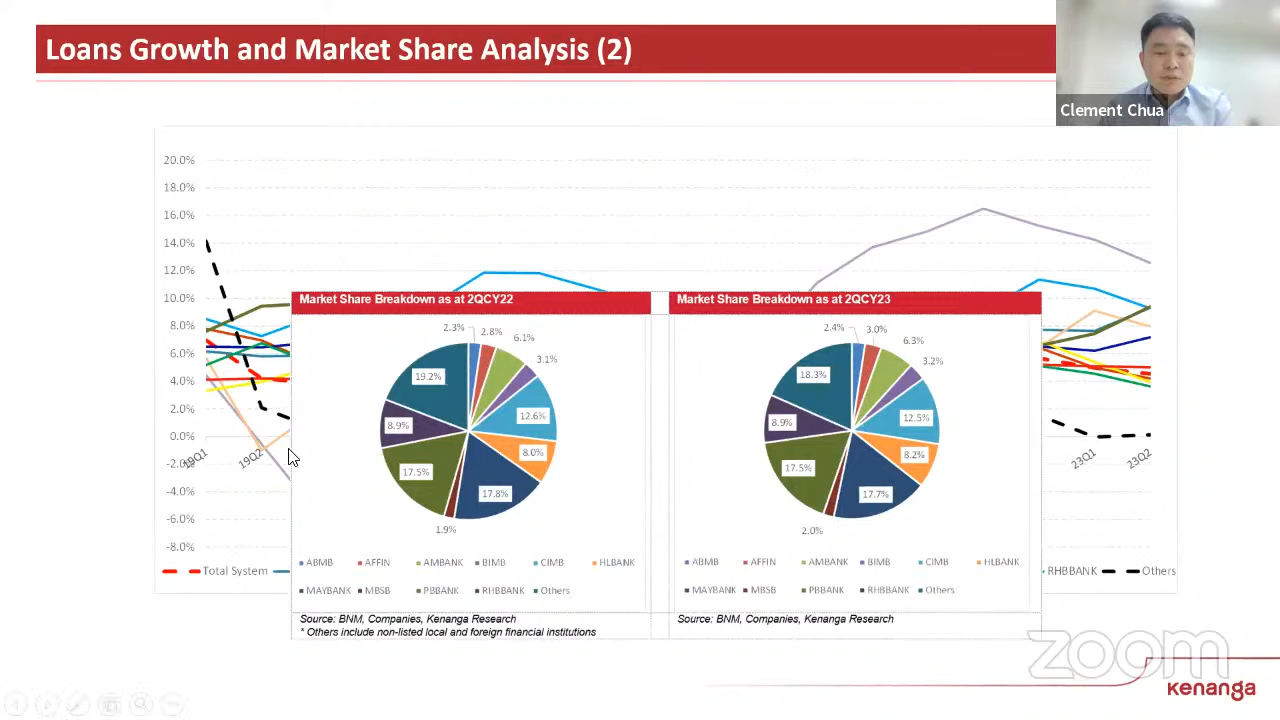 Loans Growth and Market Share Analysis (2)
Clement Chua
20.0%
18.0%
16.0%
14.0%
12.0%
10.0%
8.0%
6.0%
4.0%
2.0%
0.0%
-2.0%
-4.0%
-6.0%
-8.0%
19Q1
19Q2
23Q1
23Q2
Total System
RHBBANK
Others
Market Share Breakdown as at 2QCY22
2.3%
2.8%
6.1%
3.1%
12.6%
8.0%
17.8%
1.9%
17.5%
8.9%
19.2%
ABMB AFFIN AMBANK BIMB CIMB HLBANK
MAYBANK MBSB PBBANK RHBBANK Others
Source: BNM, Companies, Kenanga Research
* Others include non-listed local and foreign financial institutions
Market Share Breakdown as at 2QCY23
2.4%
3.0%
6.3%
3.2%
12.5%
8.2%
17.7%
2.0%
17.5%
8.9%
18.3%
ABMB AFFIN AMBANK BIMB CIMB HLBANK
MAYBANK MBSB PBBANK RHBBANK Others
Source: BNM, Companies, Kenanga Research
zoom
kenanga